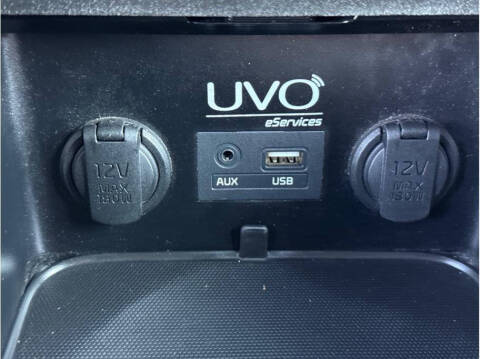 UVO
eServices
12V
MAX
180W
AUX USB
12V
MAX
180W